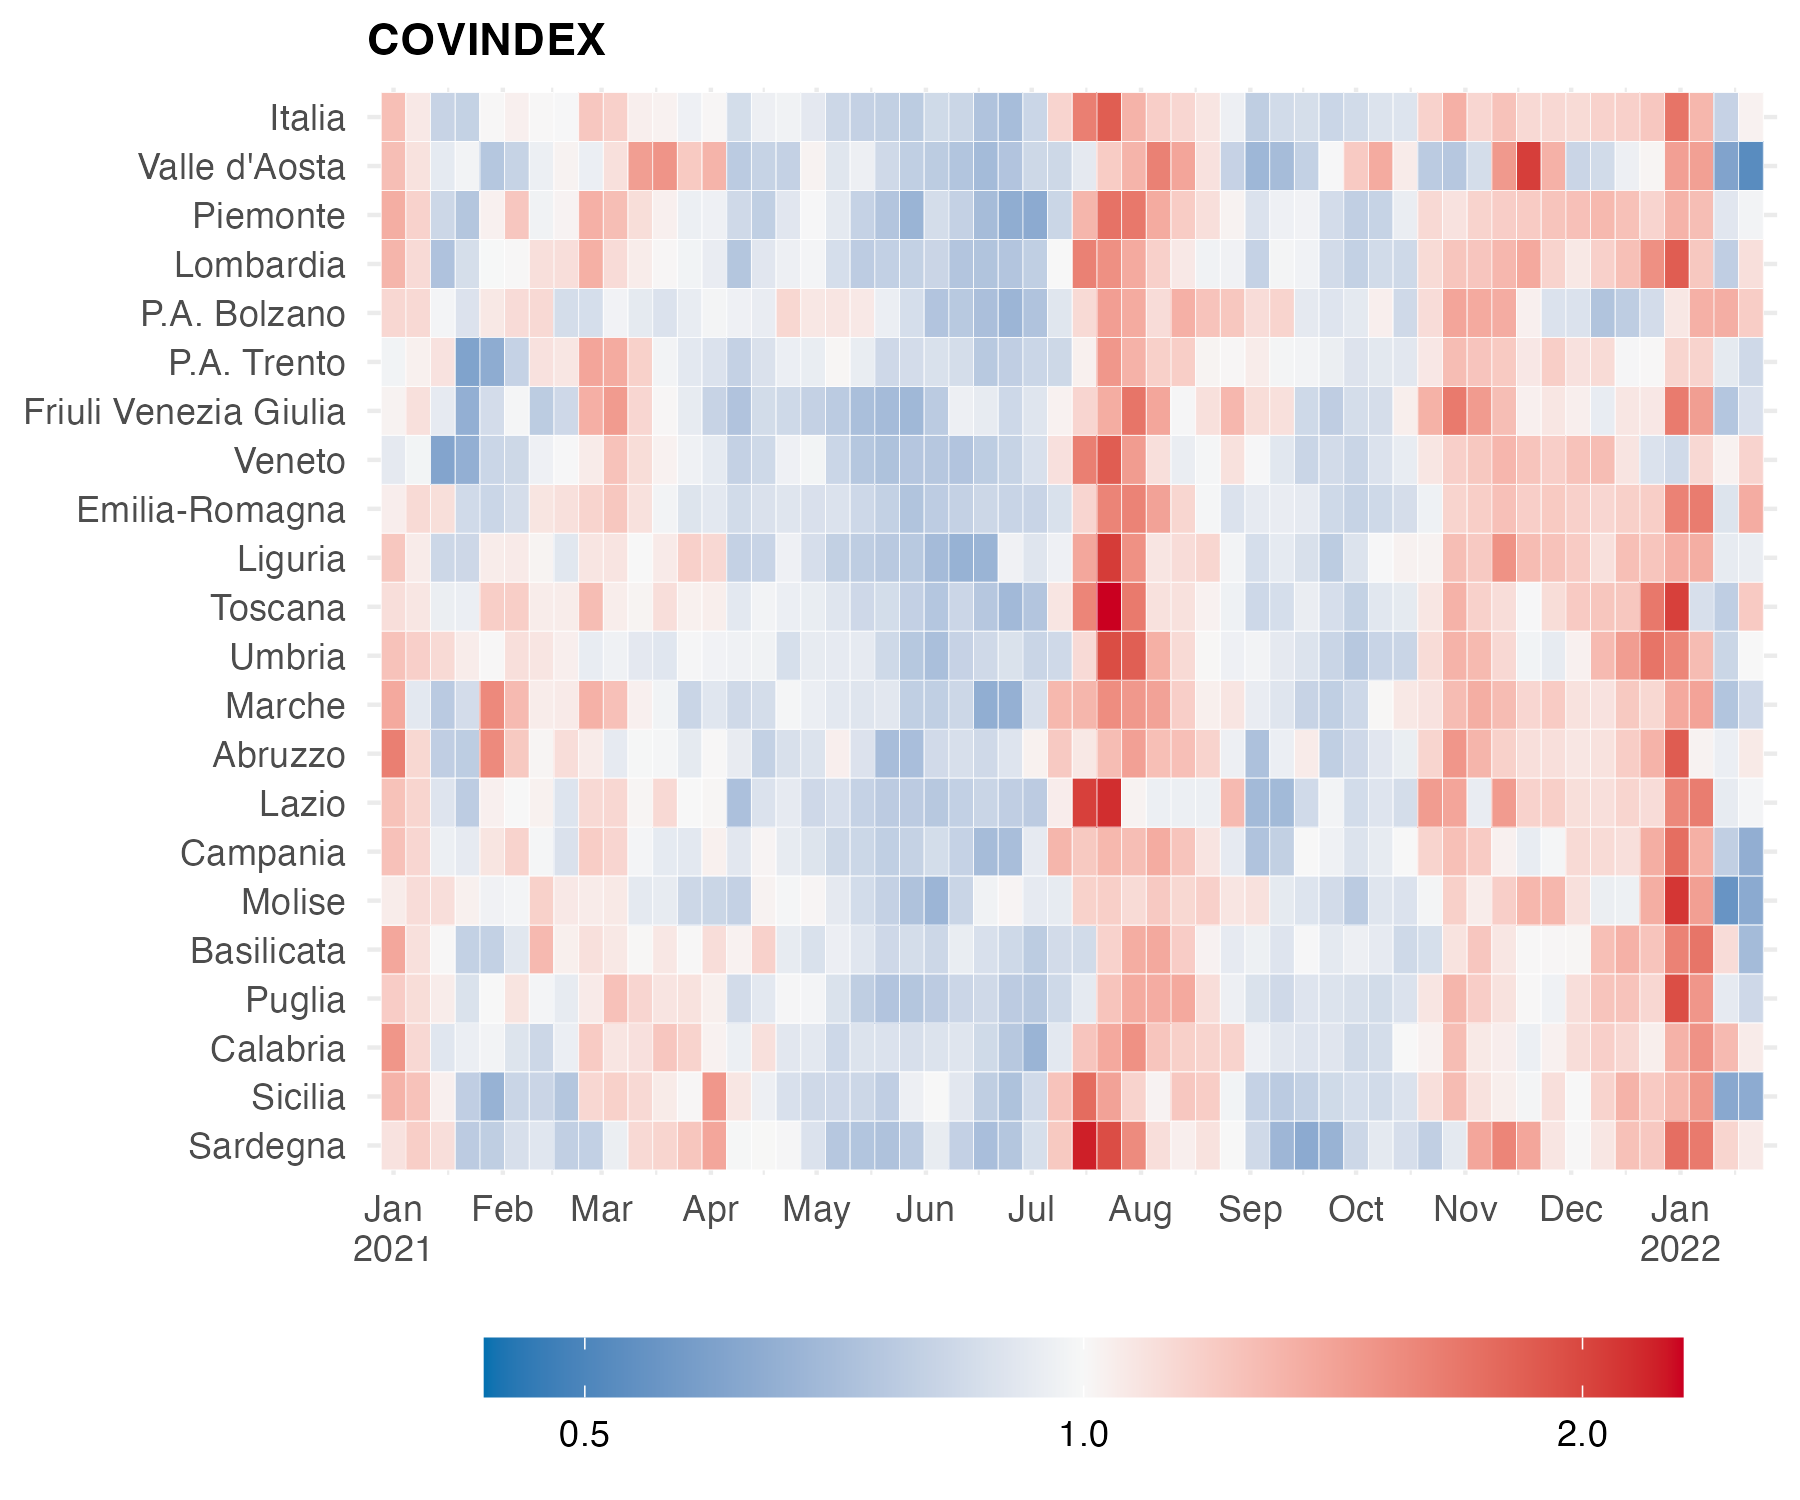 COVINDEX
Italia
Valle d'Aosta
Piemonte
Lombardia
P.A. Bolzano
P.A. Trento
Friuli Venezia Giulia
Veneto
Emilia-Romagna
Liguria
Toscana
Umbria
Marche
Abruzzo
Lazio
Campania
Molise
Basilicata
Puglia
Calabria
Sicilia
Sardegna
Jan Feb Mar Apr May Jun Jul Aug Sep Oct Nov Dec Jan
2021 2022
0.5 1.0 2.0